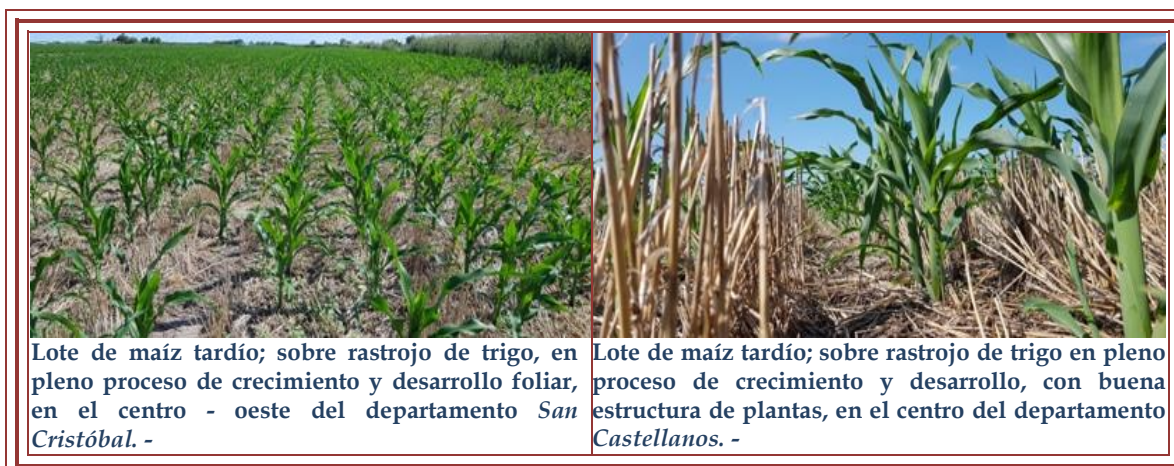 Lote de maíz tardío; sobre rastrojo de trigo, en
pleno proceso de crecimiento y desarrollo foliar,
en el centro - oeste del departamento San
Cristóbal. -
Lote de maíz tardío; sobre rastrojo de trigo en pleno
proceso de crecimiento y desarrollo, con buena
estructura de plantas, en el centro del departamento
Castellanos. -